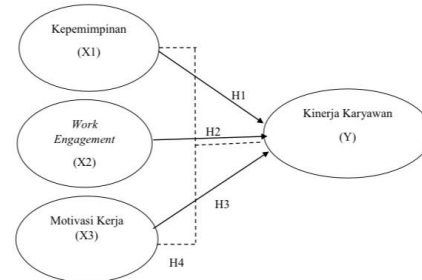 Kepemimpinan
(X1)
H1
Work
Engagement
(X2)
H2
Kinerja Karyawan
(Y)
Motivasi Kerja
(X3)
H3
H4